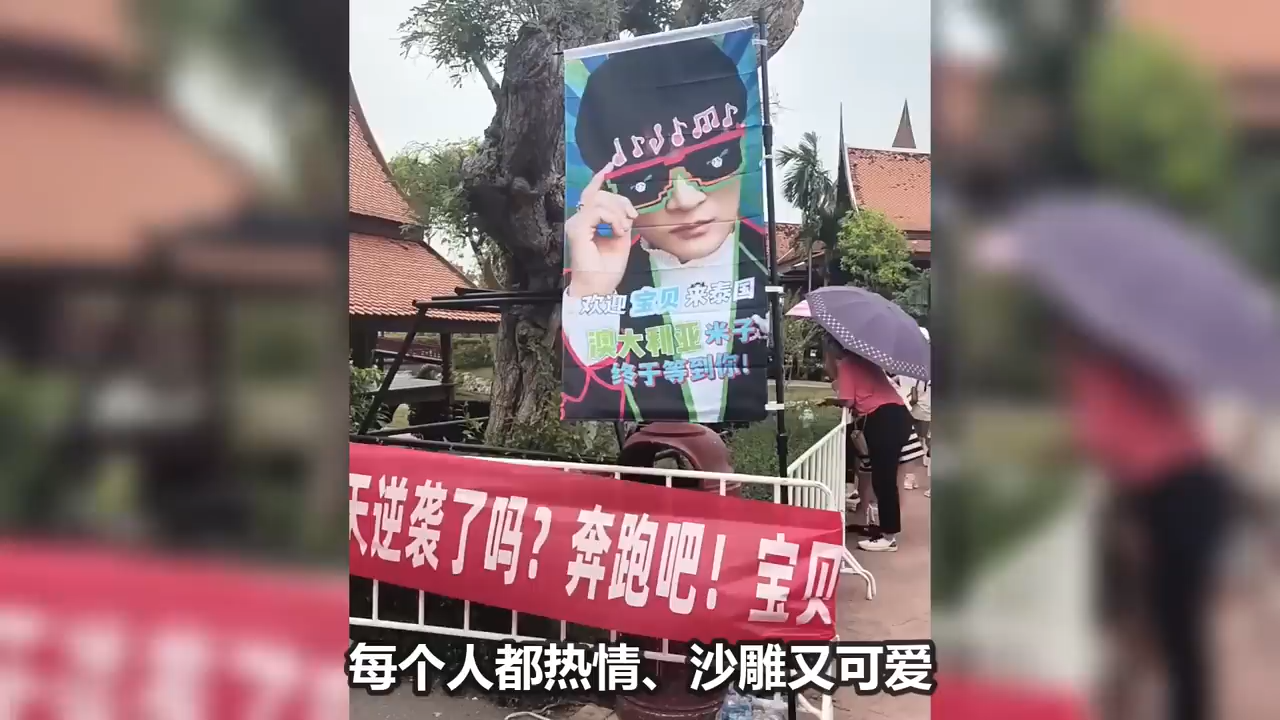 欢迎宝贝来泰国
澳大利亚米子
终于等到你！
天逆袭了吗？奔跑吧！宝贝
每个人都热情、沙雕又可爱